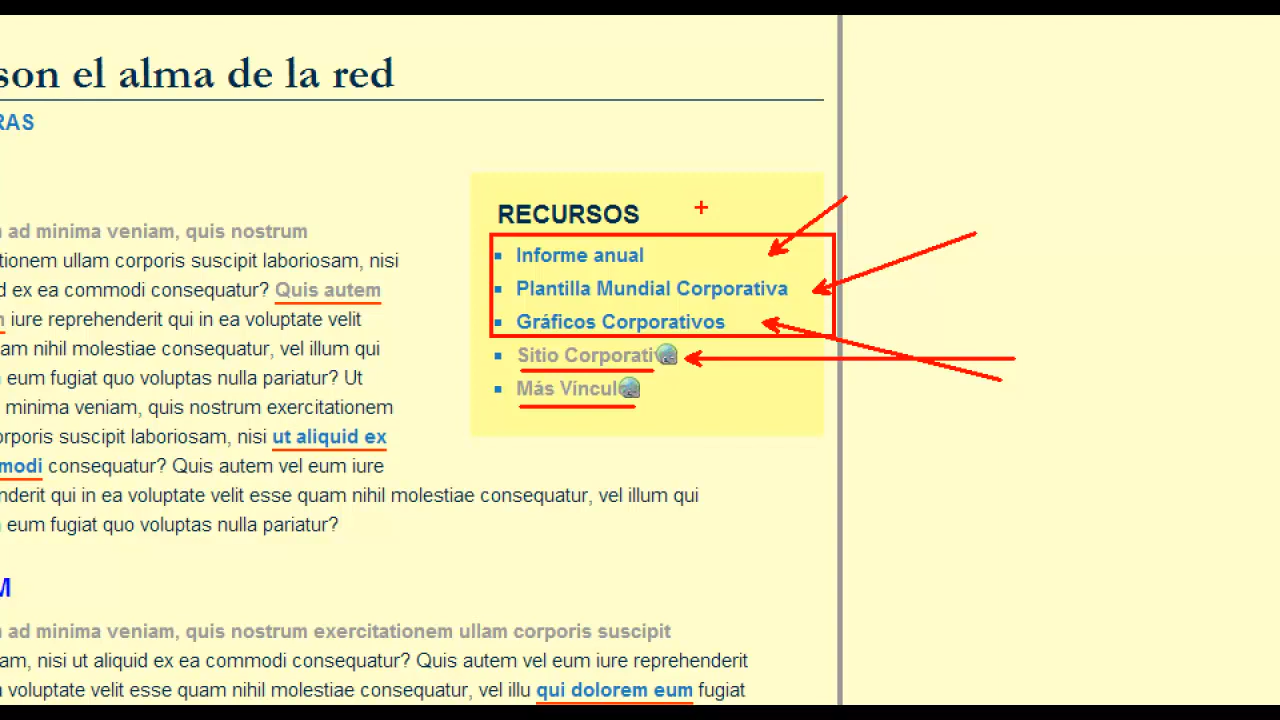 son el alma de la red
RAS
RECURSOS
Informe anual
Plantilla Mundial Corporativa
Gráficos Corporativos
Sitio Corporati
Más Víncul
ad minima veniam, quis nostrum
tionem ullam corporis suscipit laboriosam, nisi
d ex ea commodi consequatur? Quis autem
iure reprehenderit qui in ea voluptate velit
am nihil molestiae consequatur, vel illum qui
eum fugiat quo voluptas nulla pariatur? Ut
minima veniam, quis nostrum exercitationem
orporis suscipit laboriosam, nisi ut aliquid ex
modi consequatur? Quis autem vel eum iure
nderit qui in ea voluptate velit esse quam nihil molestiae consequatur, vel illum qui
eum fugiat quo voluptas nulla pariatur?
M
ad minima veniam, quis nostrum exercitationem ullam corporis suscipit
am, nisi ut aliquid ex ea commodi consequatur? Quis autem vel eum iure reprehenderit
voluptate velit esse quam nihil molestiae consequatur, vel illu qui dolorem eum fugiat